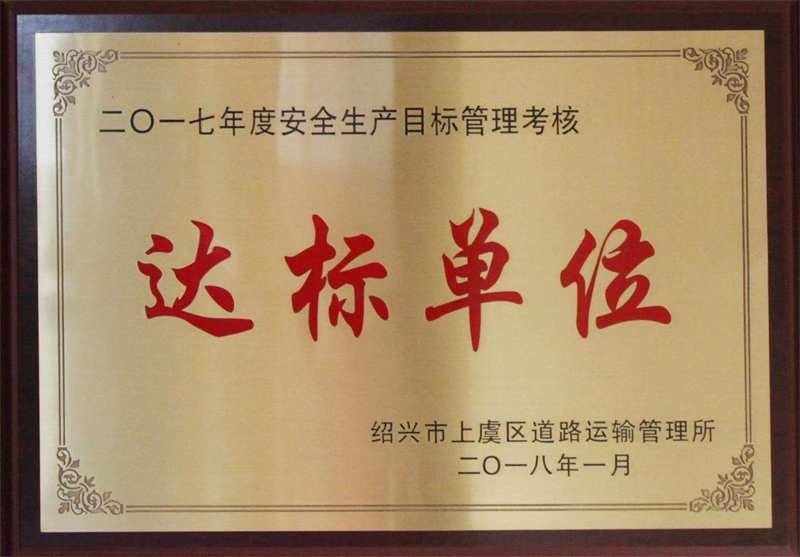 二〇一七年度安全生产目标管理考核
达标单位
绍兴市上虞区道路运输管理所
二〇一八年一月